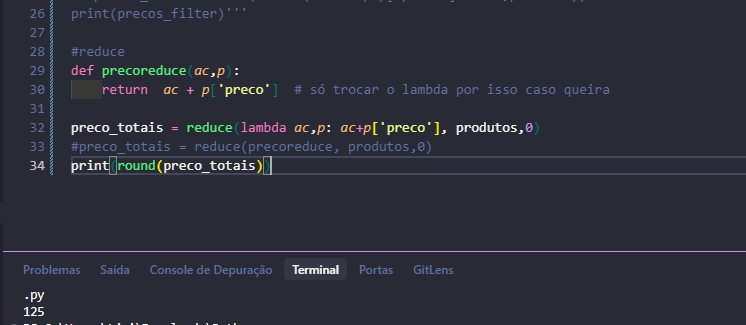 26 print(precos_filter)'''
27
28 #reduce
29 def precoreduce(ac,p):
30     return  ac + p['preco']  # só trocar o lambda por isso caso queira
31
32 preco_totais = reduce(lambda ac,p: ac+p['preco'], produtos,0)
33 #preco_totais = reduce(precoreduce, produtos,0)
34 print(round(preco_totais))
Problemas Saída Console de Depuração Terminal Portas GitLens
.py
125